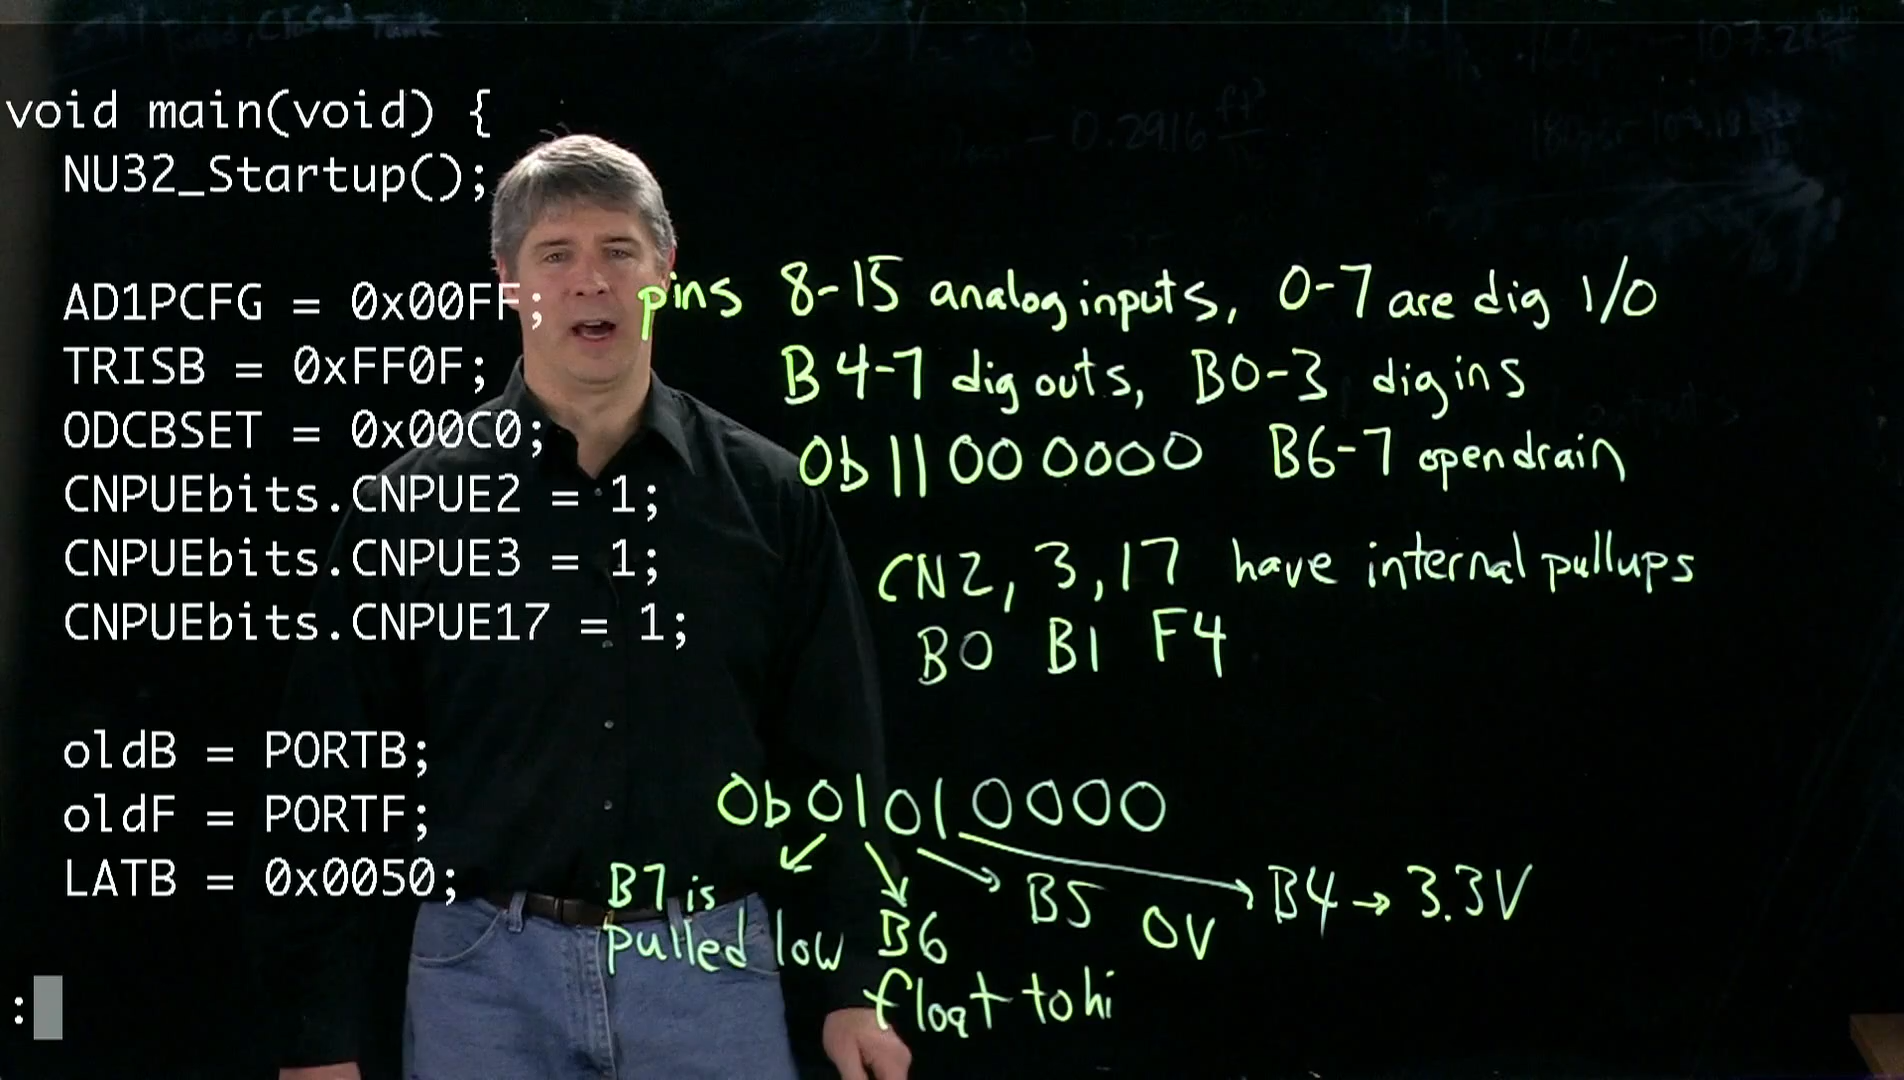 void main(void) {
NU32_Startup();
AD1PCFG = 0x00FF; pins 8-15 analog inputs, 0-7 are dig I/O
TRISB = 0xFF0F; B4-7 dig outs, B0-3 dig ins
ODCBSET = 0x00C0; 0b11000000 B6-7 open drain
CNPUEbits.CNPUE2 = 1;
CNPUEbits.CNPUE3 = 1; CN2, 3, 17 have internal pullups
CNPUEbits.CNPUE17 = 1; B0 B1 F4
oldB = PORTB;
oldF = PORTF; 0b01010000
LATB = 0x0050; B7 is pulled low B6 float to hi B5 0V B4 → 3.3V
: